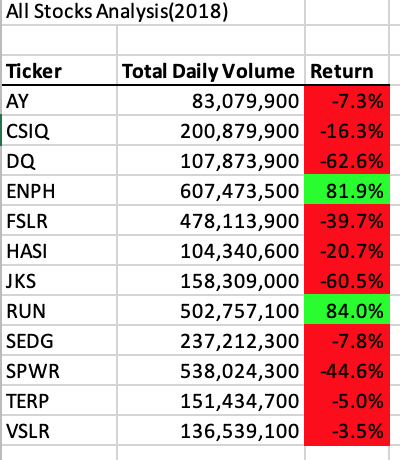 All Stocks Analysis(2018)
Ticker Total Daily Volume Return
AY 83,079,900 -7.3%
CSIQ 200,879,900 -16.3%
DQ 107,873,900 -62.6%
ENPH 607,473,500 81.9%
FSLR 478,113,900 -39.7%
HASI 104,340,600 -20.7%
JKS 158,309,000 -60.5%
RUN 502,757,100 84.0%
SEDG 237,212,300 -7.8%
SPWR 538,024,300 -44.6%
TERP 151,434,700 -5.0%
VSLR 136,539,100 -3.5%